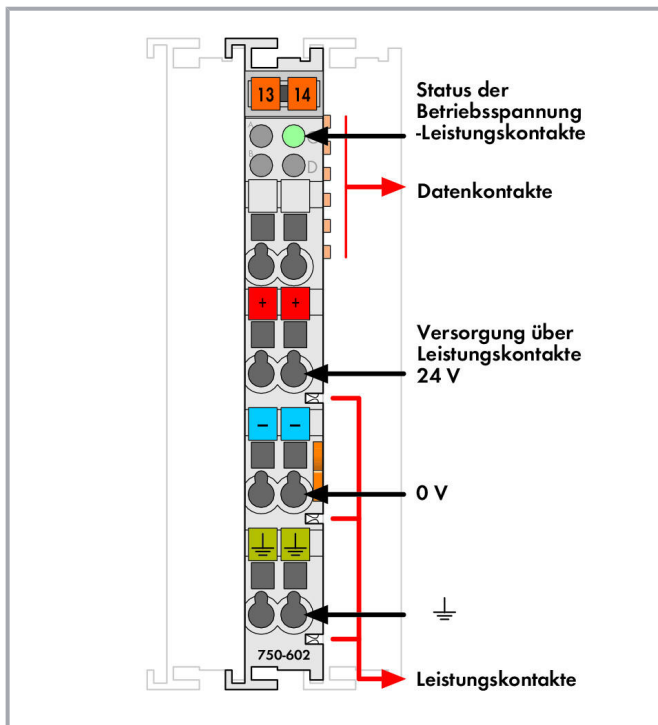 13 14
Status der
Betriebsspannung
-Leistungskontakte
A C
B D
Datenkontakte
+ +
Versorgung über
Leistungskontakte
24 V
- -
0 V
750-602
Leistungskontakte